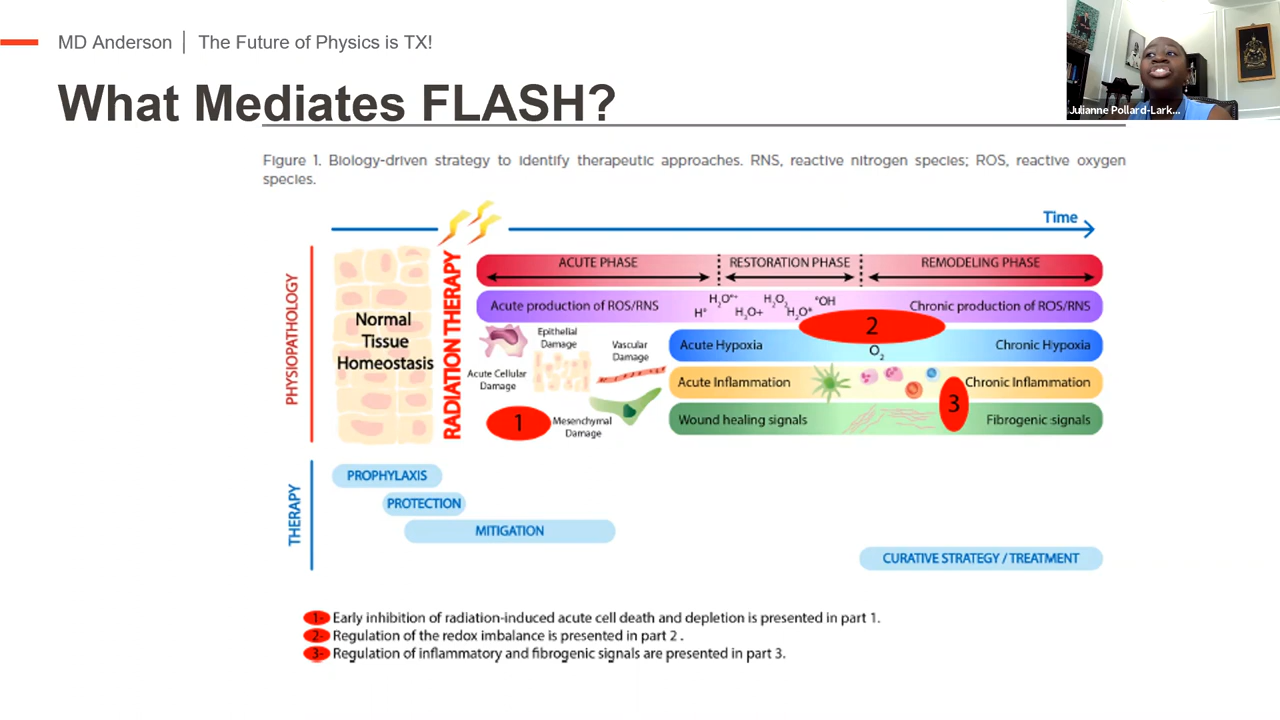 MD Anderson | The Future of Physics is TX!
Julianne Pollard-Lark...
What Mediates FLASH?
Figure 1. Biology-driven strategy to identify therapeutic approaches. RNS, reactive nitrogen species; ROS, reactive oxygen
species.
Time
PHYSIOPATHOLOGY
Normal
Tissue
Homeostasis
RADIATION THERAPY
ACUTE PHASE
RESTORATION PHASE
REMODELING PHASE
Acute production of ROS/RNS
H₂O•+ H₂O₂ •OH
H• H₃O+ H₂O•
Chronic production of ROS/RNS
2
Epithelial
Damage
Vascular
Damage
Acute Cellular
Damage
1
Mesenchymal
Damage
Acute Hypoxia
O₂
Chronic Hypoxia
Acute Inflammation
Chronic Inflammation
3
Wound healing signals
Fibrogenic signals
THERAPY
PROPHYLAXIS
PROTECTION
MITIGATION
CURATIVE STRATEGY / TREATMENT
1- Early inhibition of radiation-induced acute cell death and depletion is presented in part 1.
2- Regulation of the redox imbalance is presented in part 2 .
3- Regulation of inflammatory and fibrogenic signals are presented in part 3.